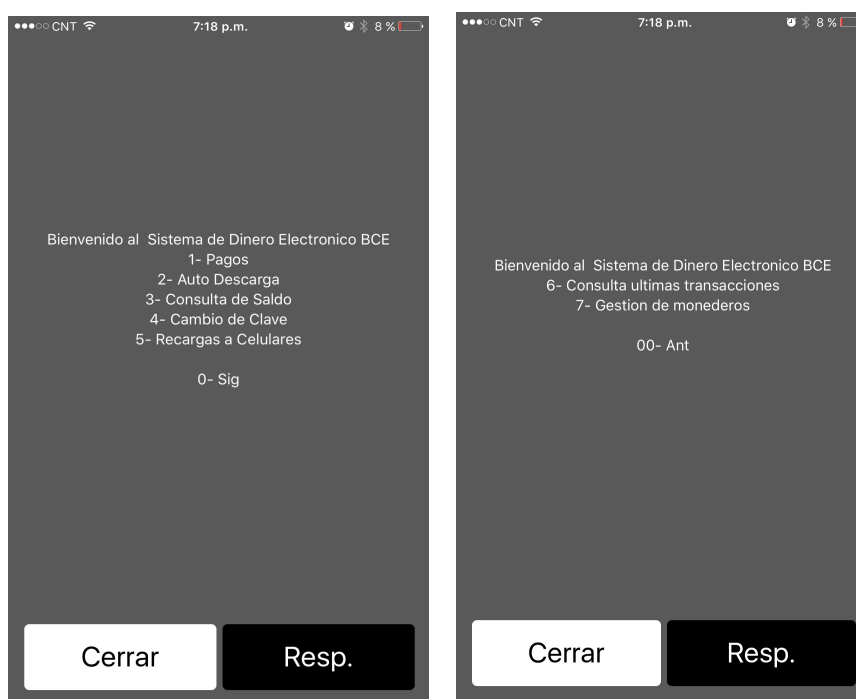 CNT 7:18 p.m. 8 %
Bienvenido al Sistema de Dinero Electronico BCE
1- Pagos
2- Auto Descarga
3- Consulta de Saldo
4- Cambio de Clave
5- Recargas a Celulares
0- Sig
Cerrar Resp.
CNT 7:18 p.m. 8 %
Bienvenido al Sistema de Dinero Electronico BCE
6- Consulta ultimas transacciones
7- Gestion de monederos
00- Ant
Cerrar Resp.